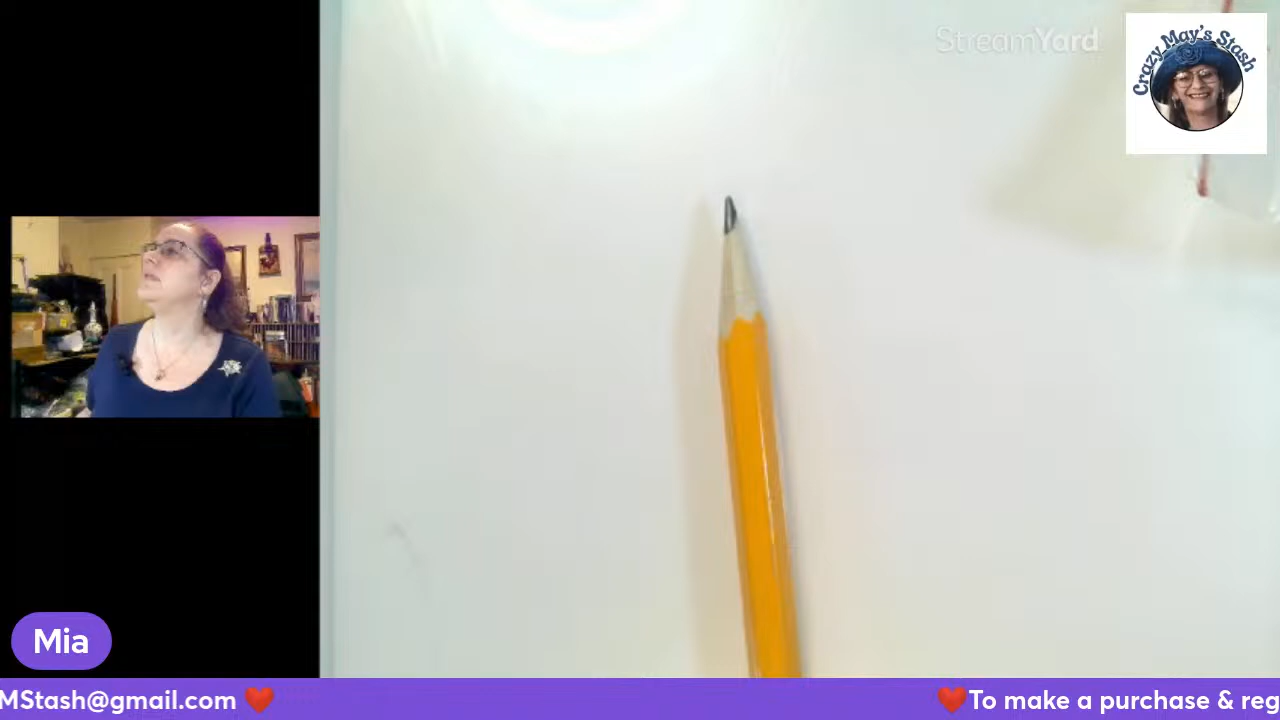 StreamYard
Crazy May's Stash
Mia
MStash@gmail.com ❤️
❤️To make a purchase & reg